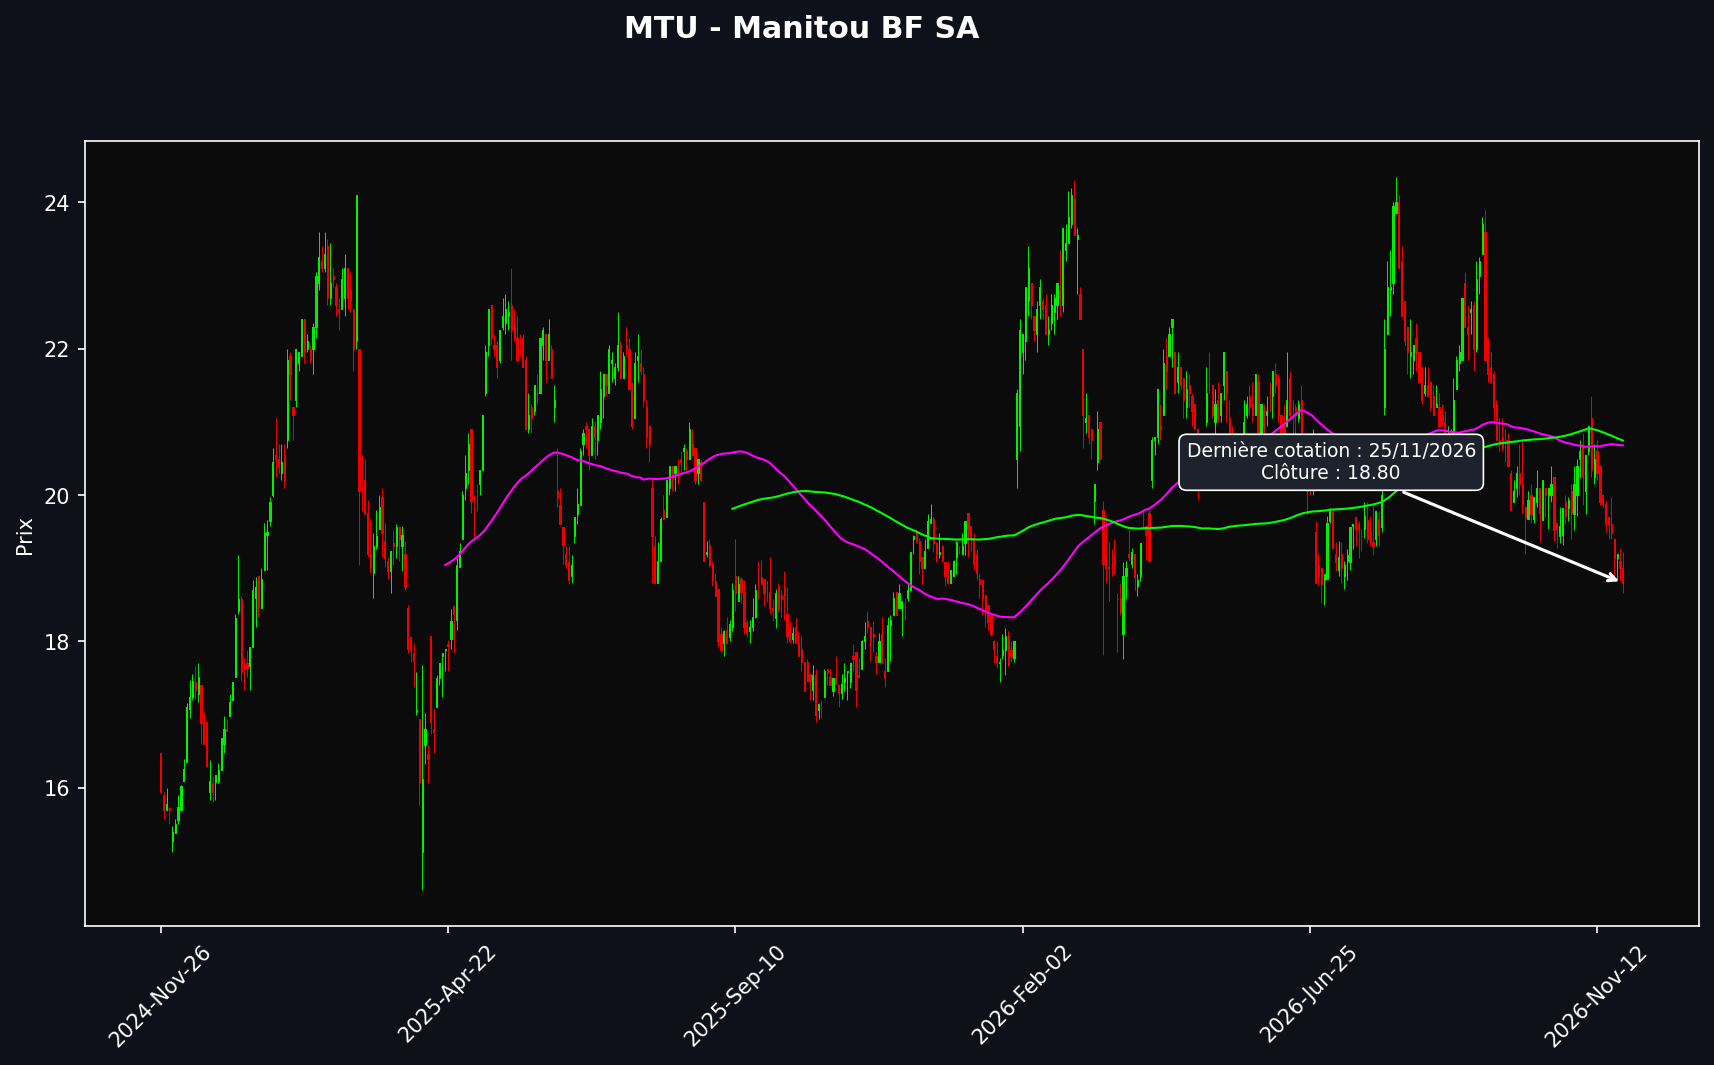 MTU - Manitou BF SA
Prix
24
22
20
18
16
Dernière cotation : 25/11/2026
Clôture : 18.80
2024-Nov-26
2025-Apr-22
2025-Sep-10
2026-Feb-02
2026-Jun-25
2026-Nov-12